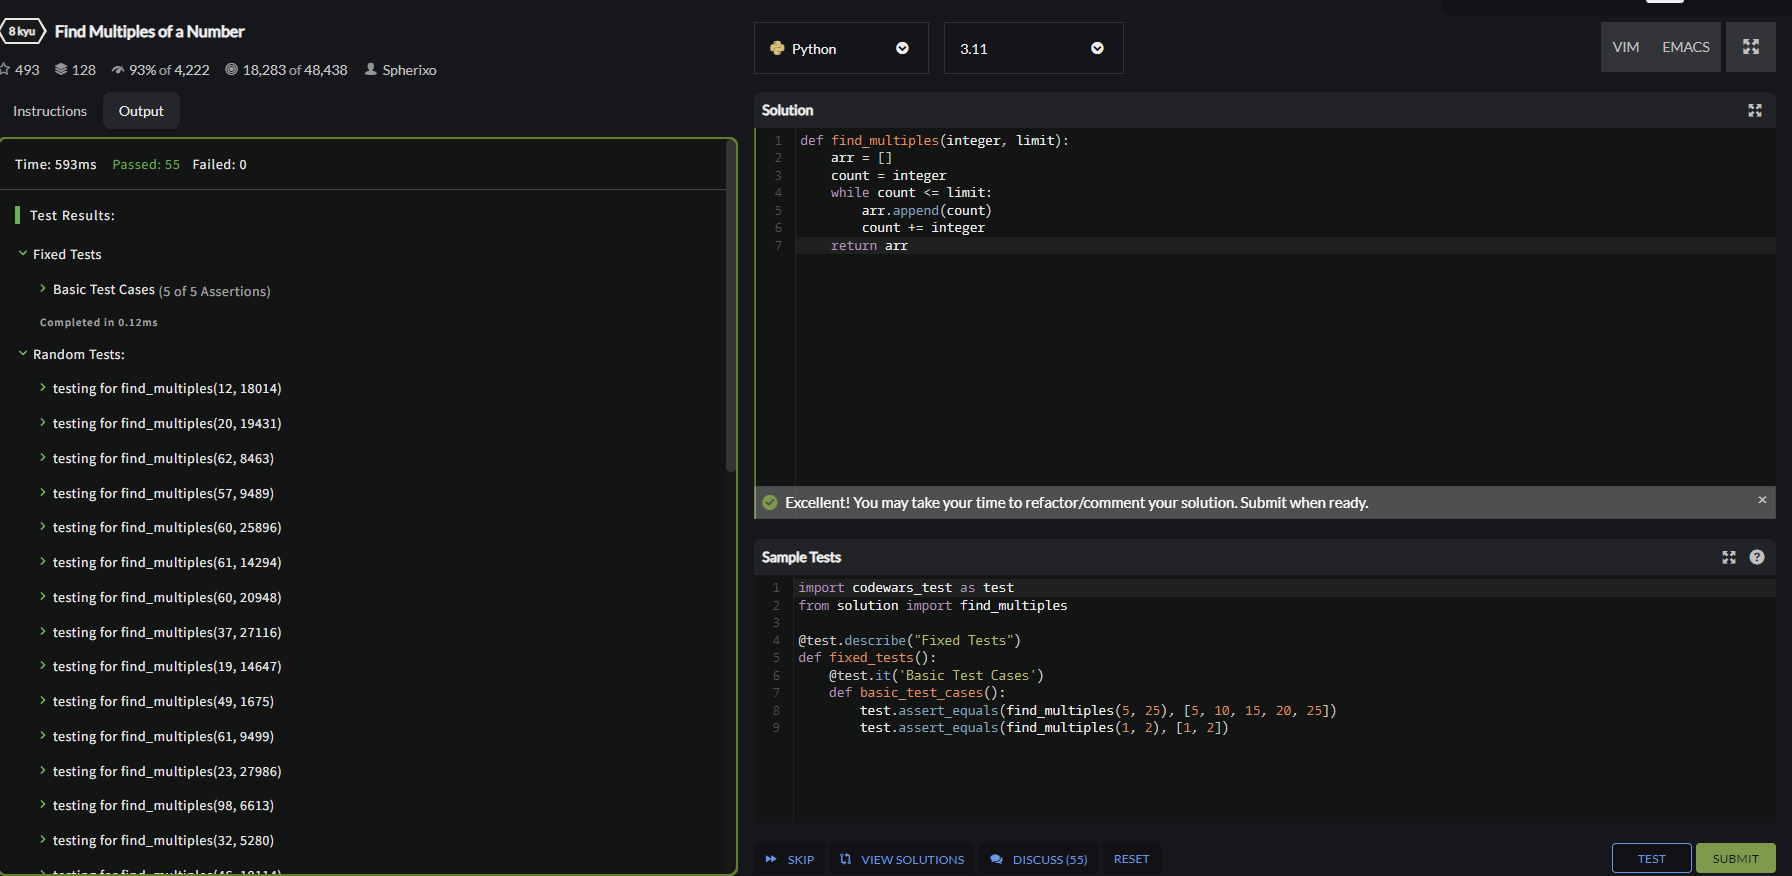 8 kyu Find Multiples of a Number
493 128 93% of 4,222 18,283 of 48,438 Spherixo
Instructions Output
Time: 593ms Passed: 55 Failed: 0
Test Results:
Fixed Tests
Basic Test Cases (5 of 5 Assertions)
Completed in 0.12ms
Random Tests:
testing for find_multiples(12, 18014)
testing for find_multiples(20, 19431)
testing for find_multiples(62, 8463)
testing for find_multiples(57, 9489)
testing for find_multiples(60, 25896)
testing for find_multiples(61, 14294)
testing for find_multiples(60, 20948)
testing for find_multiples(37, 27116)
testing for find_multiples(19, 14647)
testing for find_multiples(49, 1675)
testing for find_multiples(61, 9499)
testing for find_multiples(23, 27986)
testing for find_multiples(98, 6613)
testing for find_multiples(32, 5280)
Python 3.11 VIM EMACS
Solution
1 def find_multiples(integer, limit):
2     arr = []
3     count = integer
4     while count <= limit:
5         arr.append(count)
6         count += integer
7     return arr
Excellent! You may take your time to refactor/comment your solution. Submit when ready. ×
Sample Tests ?
1 import codewars_test as test
2 from solution import find_multiples
3
4 @test.describe("Fixed Tests")
5 def fixed_tests():
6     @test.it('Basic Test Cases')
7     def basic_test_cases():
8         test.assert_equals(find_multiples(5, 25), [5, 10, 15, 20, 25])
9         test.assert_equals(find_multiples(1, 2), [1, 2])
SKIP VIEW SOLUTIONS DISCUSS (55) RESET TEST SUBMIT